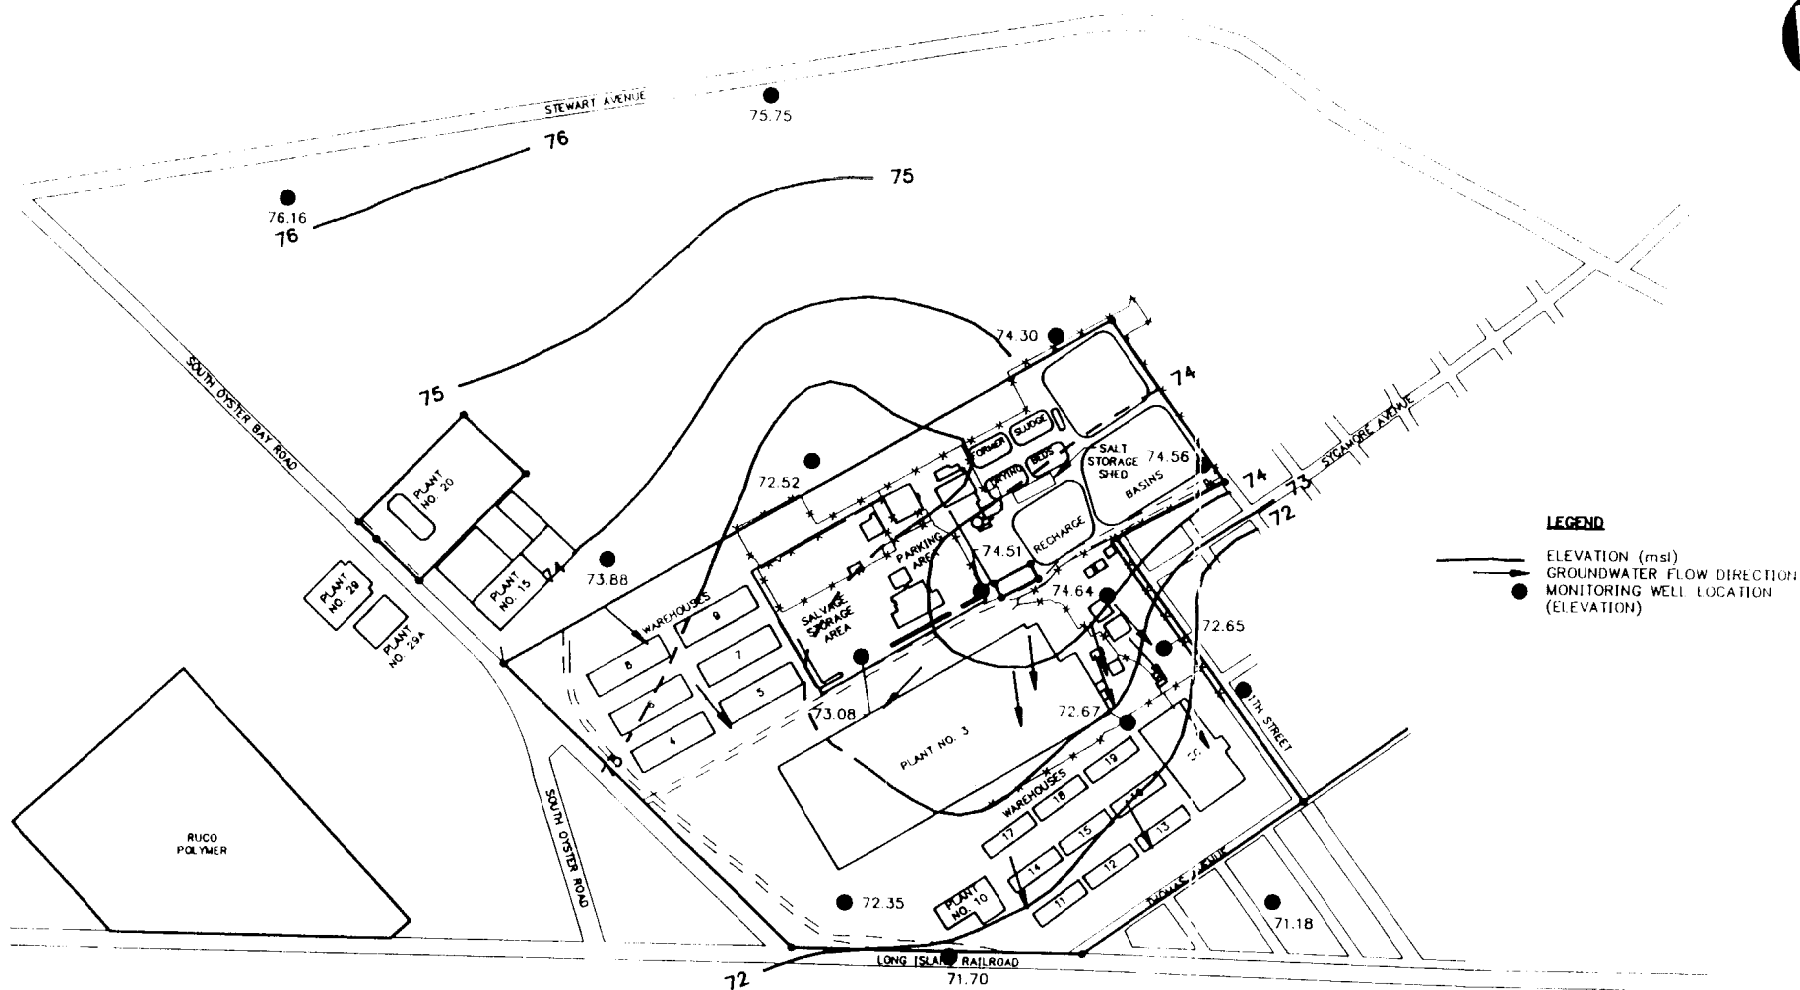 STEWART AVENUE
75.75
76
75
76.16
76
74.30
74
SOUTH OYSTER BAY ROAD
75
SYCAMORE AVENUE
FORMER
SLUDGE
DRYING
BEDS
SALT
STORAGE
SHED
74.56
BASINS
74
73
72
72.52
PLANT
NO. 20
RECHARGE
PARKING
AREA
74.51
LEGEND
ELEVATION (msl)
GROUNDWATER FLOW DIRECTION
MONITORING WELL LOCATION
(ELEVATION)
73.88
74
PLANT
NO. 15
PLANT
NO. 29
PLANT
NO. 29A
WAREHOUSES
9
8
7
5
4
SALVAGE
STORAGE
AREA
74.64
72.65
73.08
72.67
11TH STREET
PLANT NO. 3
73
SOUTH OYSTER ROAD
WAREHOUSES
19
18
17
16
15
14
13
12
11
RUCO
POLYMER
THOMAS AVENUE
PLANT
NO. 10
72.35
71.18
LONG ISLAND RAILROAD
72
71.70